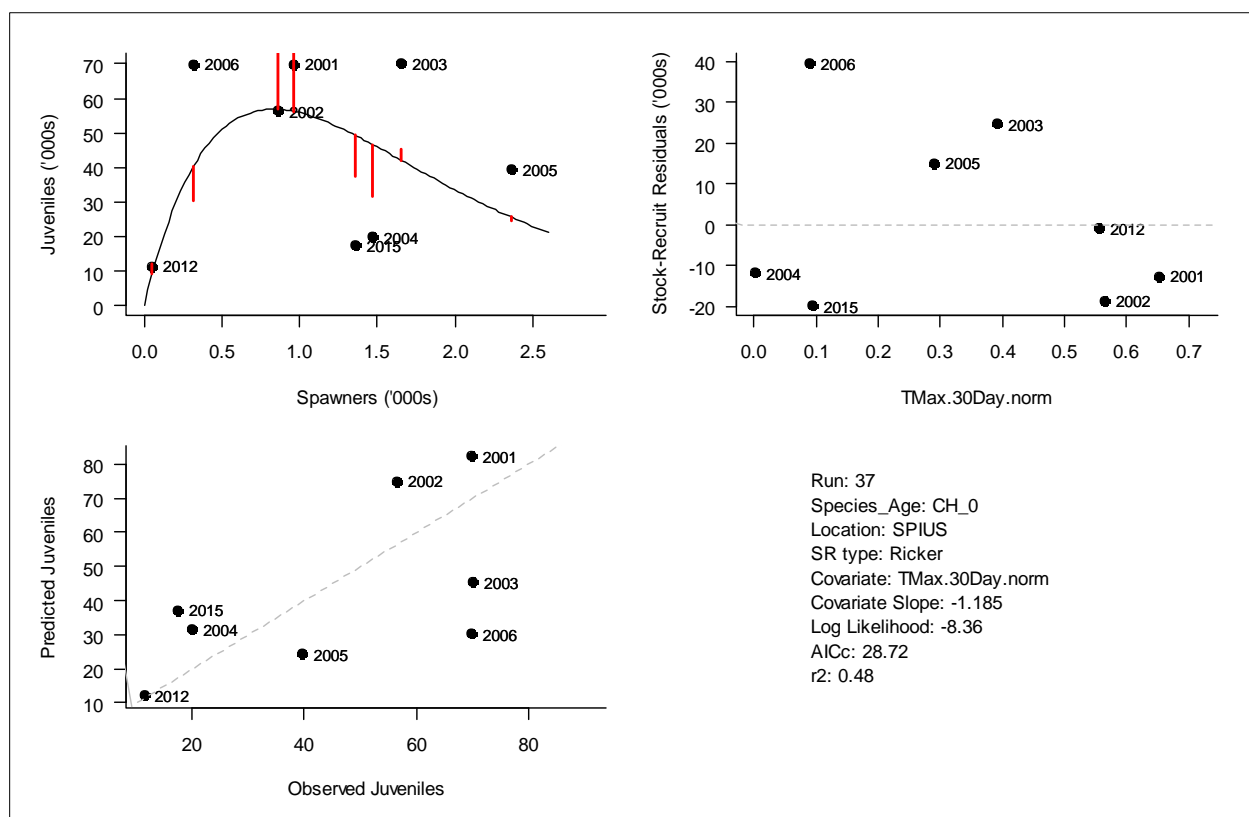 Juveniles ('000s)
70
60
50
40
30
20
10
0
2006
2001
2003
2002
2005
2004
2015
2012
0.0 0.5 1.0 1.5 2.0 2.5
Spawners ('000s)
Stock-Recruit Residuals ('000s)
40
30
20
10
0
-10
-20
2006
2003
2005
2012
2004
2001
2002
2015
0.0 0.1 0.2 0.3 0.4 0.5 0.6 0.7
TMax.30Day.norm
Predicted Juveniles
80
70
60
50
40
30
20
10
2001
2002
2003
2015
2004
2006
2005
2012
20 40 60 80
Observed Juveniles
Run: 37
Species_Age: CH_0
Location: SPIUS
SR type: Ricker
Covariate: TMax.30Day.norm
Covariate Slope: -1.185
Log Likelihood: -8.36
AICc: 28.72
r2: 0.48